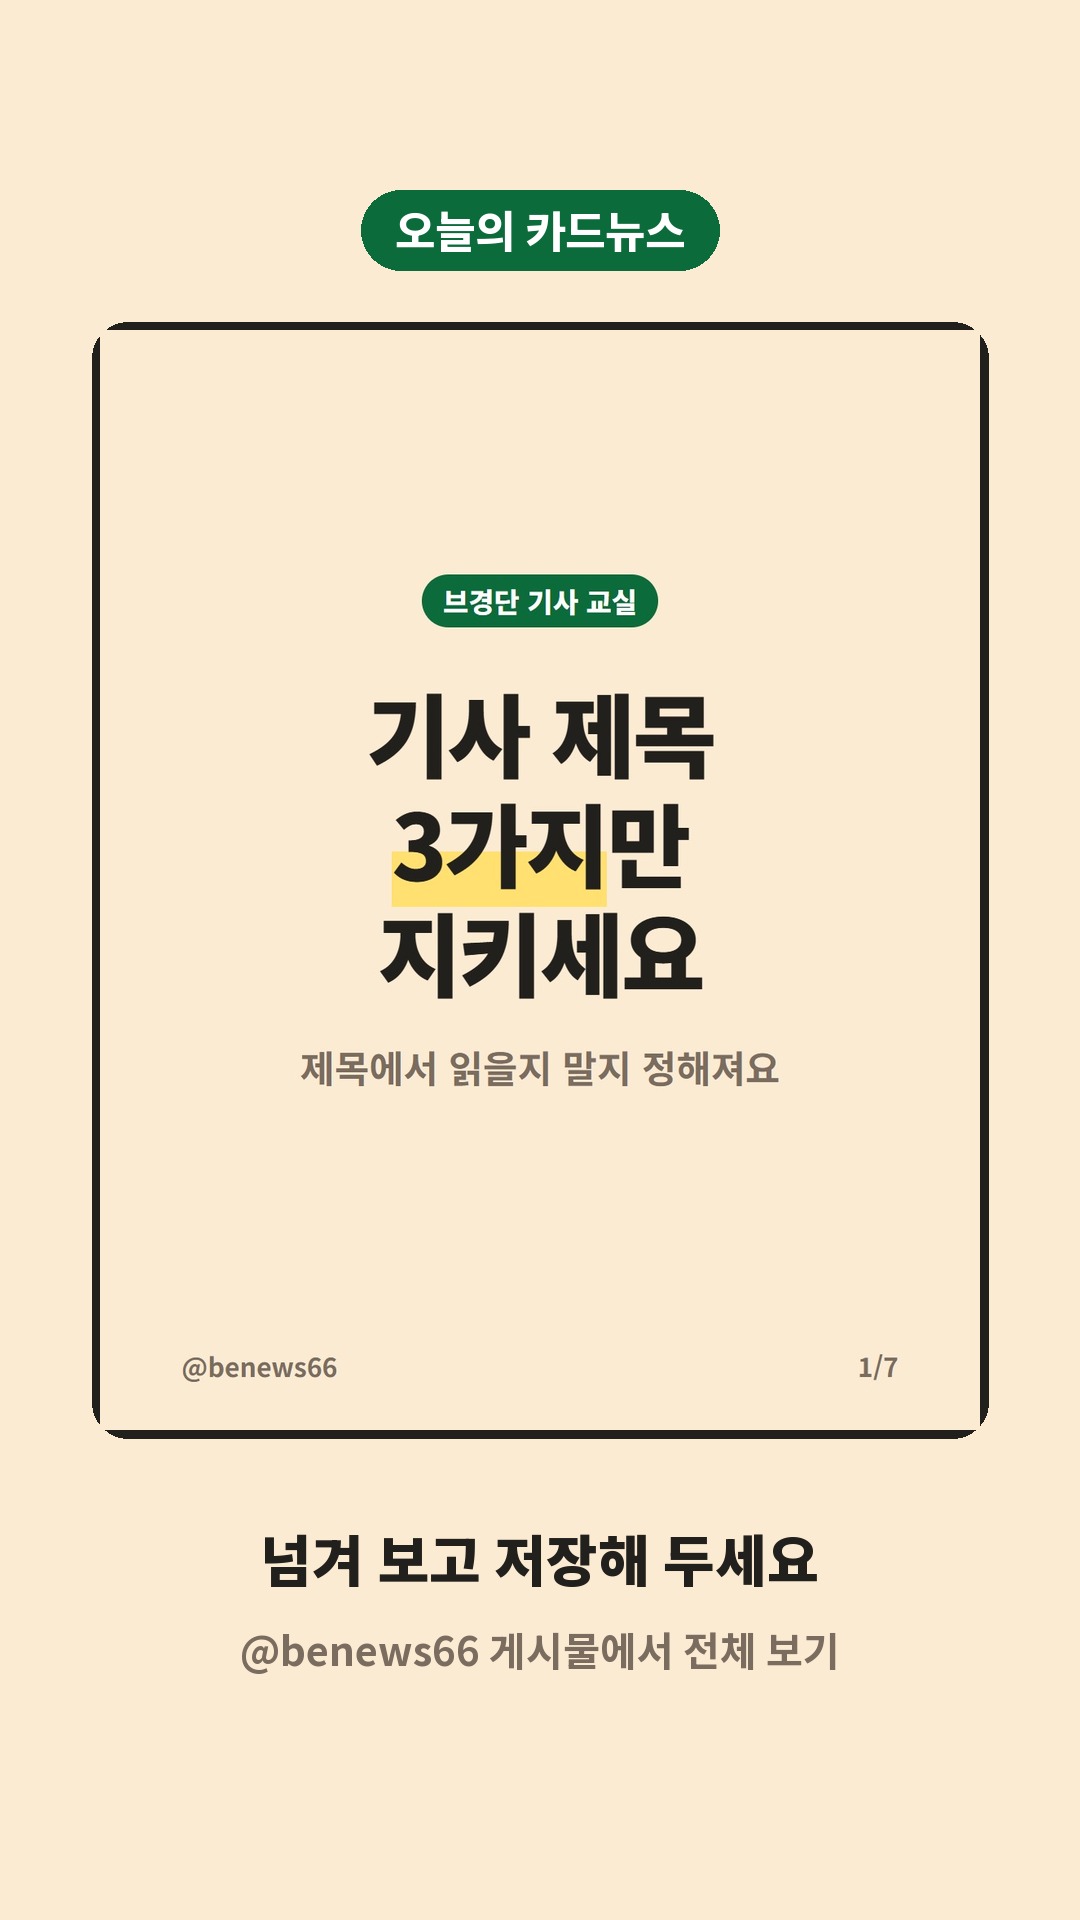 오늘의 카드뉴스
브경단 기사 교실
기사 제목
3가지만
지키세요
제목에서 읽을지 말지 정해져요
@benews66
1/7
넘겨 보고 저장해 두세요
@benews66 게시물에서 전체 보기